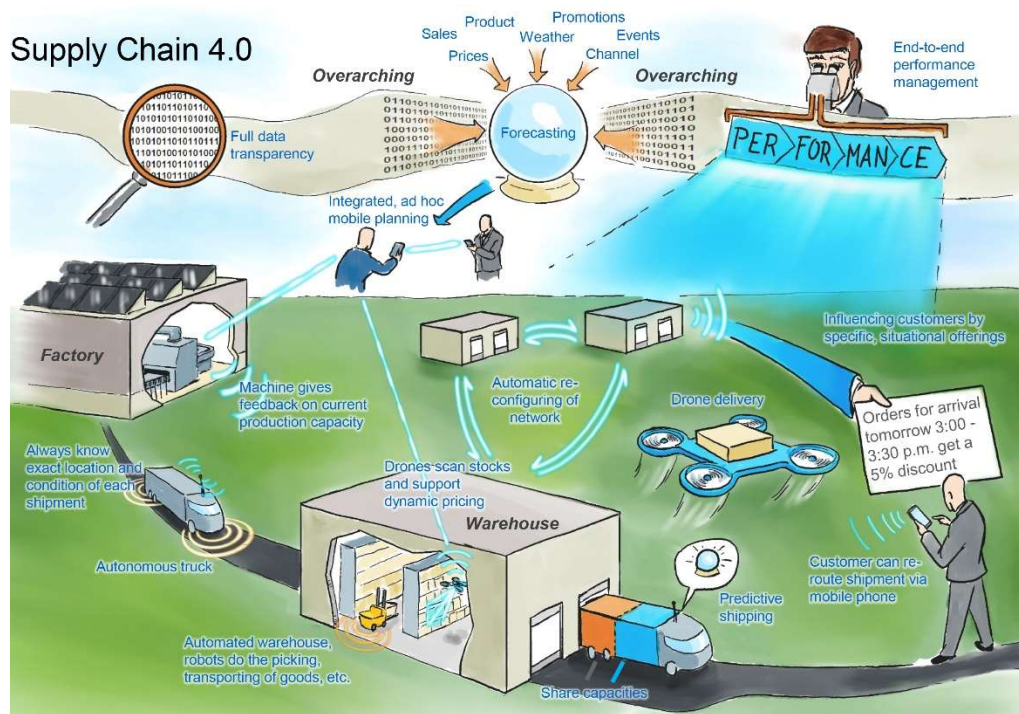 Supply Chain 4.0
Sales
Product
Promotions
Prices
Weather
Events
Channel
Overarching
Overarching
End-to-end
performance
management
Full data
transparency
Forecasting
PER FOR MAN CE
Integrated, ad hoc
mobile planning
Factory
Machine gives
feedback on current
production capacity
Automatic re-
configuring of
network
Influencing customers by
specific, situational offerings
Drone delivery
Orders for arrival
tomorrow 3:00 -
3:30 p.m. get a
5% discount
Always know
exact location and
condition of each
shipment
Autonomous truck
Drones scan stocks
and support
dynamic pricing
Warehouse
Automated warehouse,
robots do the picking,
transporting of goods, etc.
Predictive
shipping
Share capacities
Customer can re-
route shipment via
mobile phone